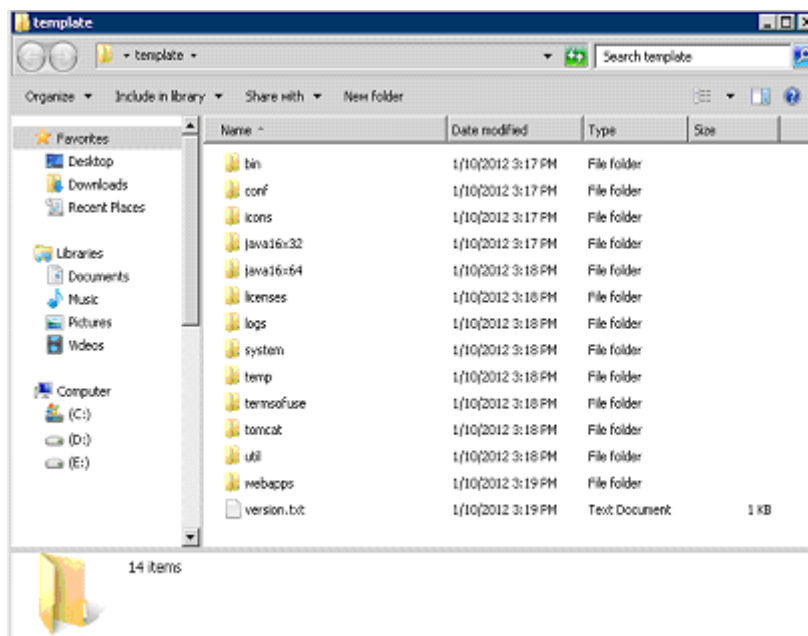 template
template
Search template
Organize Include in library Share with New folder
Favorites
Desktop
Downloads
Recent Places
Libraries
Documents
Music
Pictures
Videos
Computer
(C:)
(D:)
(E:)
Name Date modified Type Size
bin 1/10/2012 3:17 PM File folder
conf 1/10/2012 3:17 PM File folder
icons 1/10/2012 3:17 PM File folder
java16x32 1/10/2012 3:17 PM File folder
java16x64 1/10/2012 3:18 PM File folder
licenses 1/10/2012 3:18 PM File folder
logs 1/10/2012 3:18 PM File folder
system 1/10/2012 3:18 PM File folder
temp 1/10/2012 3:18 PM File folder
termsofuse 1/10/2012 3:18 PM File folder
tomcat 1/10/2012 3:18 PM File folder
util 1/10/2012 3:18 PM File folder
webapps 1/10/2012 3:19 PM File folder
version.txt 1/10/2012 3:19 PM Text Document 1 KB
14 items